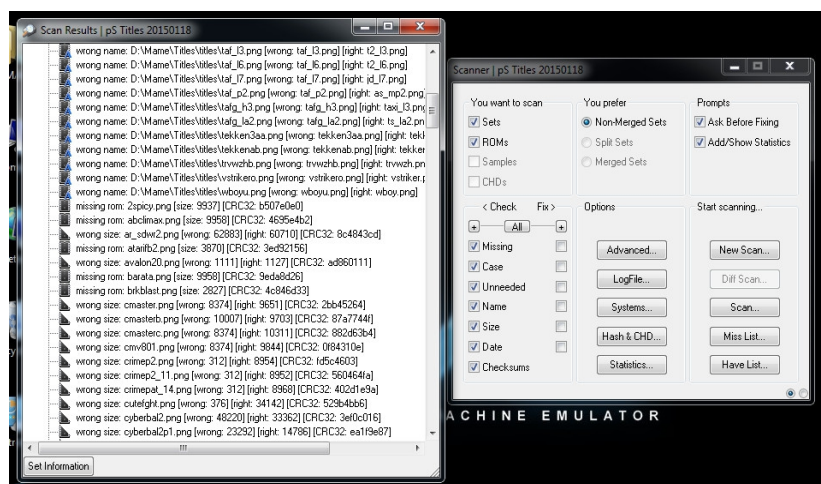 Scan Results | pS Titles 20150118
wrong name: D:\Mame\Titles\titles\taf_l3.png [wrong: taf_l3.png] [right: t2_l3.png]
wrong name: D:\Mame\Titles\titles\taf_l6.png [wrong: taf_l6.png] [right: t2_l6.png]
wrong name: D:\Mame\Titles\titles\taf_l7.png [wrong: taf_l7.png] [right: jd_l7.png]
wrong name: D:\Mame\Titles\titles\taf_p2.png [wrong: taf_p2.png] [right: as_mp2.png]
wrong name: D:\Mame\Titles\titles\tafg_h3.png [wrong: tafg_h3.png] [right: taxi_l3.png
wrong name: D:\Mame\Titles\titles\tafg_la2.png [wrong: tafg_la2.png] [right: ts_la2.pn
wrong name: D:\Mame\Titles\titles\tekken3aa.png [wrong: tekken3aa.png] [right: tekk
wrong name: D:\Mame\Titles\titles\tekkenab.png [wrong: tekkenab.png] [right: tekker
wrong name: D:\Mame\Titles\titles\trvwzhb.png [wrong: trvwzhb.png] [right: trvwzh.pn
wrong name: D:\Mame\Titles\titles\vstrikero.png [wrong: vstrikero.png] [right: vstriker.p
wrong name: D:\Mame\Titles\titles\wboyu.png [wrong: wboyu.png] [right: wboy.png]
missing rom: 2spicy.png [size: 9937] [CRC32: b507e0e0]
missing rom: abclimax.png [size: 9958] [CRC32: 4695e4b2]
wrong size: ar_sdwr2.png [wrong: 62883] [right: 60710] [CRC32: 8c4843cd]
missing rom: atarifb2.png [size: 3870] [CRC32: 3ed92156]
wrong size: avalon20.png [wrong: 1111] [right: 1127] [CRC32: ad860111]
missing rom: barata.png [size: 9958] [CRC32: 9eda8d26]
missing rom: brkblast.png [size: 2827] [CRC32: 4c846d33]
wrong size: cmaster.png [wrong: 8374] [right: 9651] [CRC32: 2bb45264]
wrong size: cmasterb.png [wrong: 10007] [right: 9703] [CRC32: 87a7744f]
wrong size: cmasterc.png [wrong: 8374] [right: 10311] [CRC32: 882d63b4]
wrong size: cmv801.png [wrong: 8374] [right: 9844] [CRC32: 0f84310e]
wrong size: crimep2.png [wrong: 312] [right: 8954] [CRC32: fd5c4603]
wrong size: crimep2_11.png [wrong: 312] [right: 8952] [CRC32: 560464fa]
wrong size: crimepat_14.png [wrong: 312] [right: 8968] [CRC32: 402d1e9a]
wrong size: cutefght.png [wrong: 376] [right: 34142] [CRC32: 529b4bb6]
wrong size: cyberbal2.png [wrong: 48220] [right: 33362] [CRC32: 3ef0c016]
wrong size: cyberbal2p1.png [wrong: 23292] [right: 14786] [CRC32: ea1f9e87]
Set Information
Scanner | pS Titles 20150118
You want to scan
Sets
ROMs
Samples
CHDs
You prefer
Non-Merged Sets
Split Sets
Merged Sets
Prompts
Ask Before Fixing
Add/Show Statistics
< Check Fix >
+ All +
Missing
Case
Unneeded
Name
Size
Date
Checksums
Options
Advanced...
LogFile...
Systems...
Hash & CHD...
Statistics...
Start scanning...
New Scan...
Diff Scan...
Scan...
Miss List...
Have List...
ACHINE EMULATOR